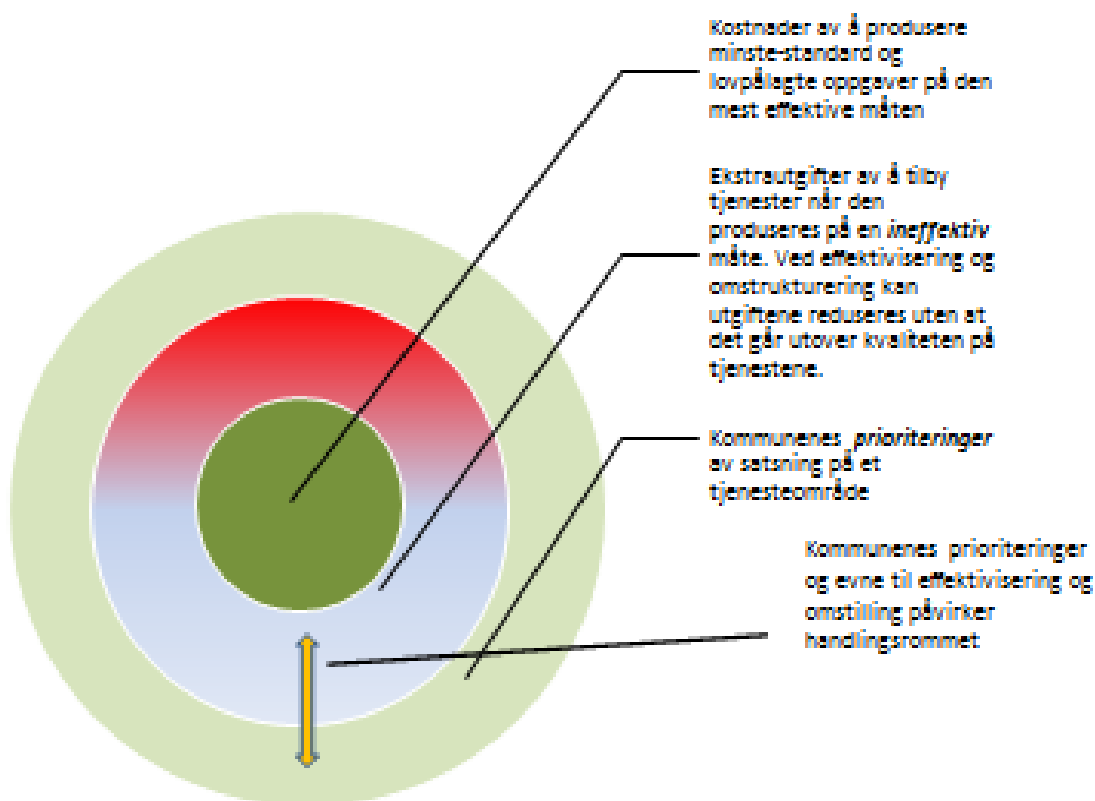 Kostnader av å produsere
minste-standard og
lovpålagte oppgaver på den
mest effektive måten
Ekstrautgifter av å tilby
tjenester når den
produseres på en ineffektiv
måte. Ved effektivisering og
omstrukturering kan
utgiftene reduseres uten at
det går utover kvaliteten på
tjenestene.
Kommunenes prioriteringer
av satsning på et
tjenesteområde
Kommunenes prioriteringer
og evne til effektivisering og
omstilling påvirker
handlingsrommet